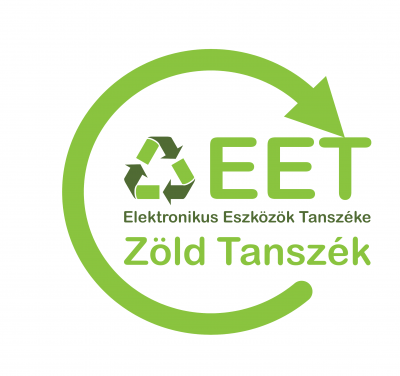 EET
Elektronikus Eszközök Tanszéke
Zöld Tanszék